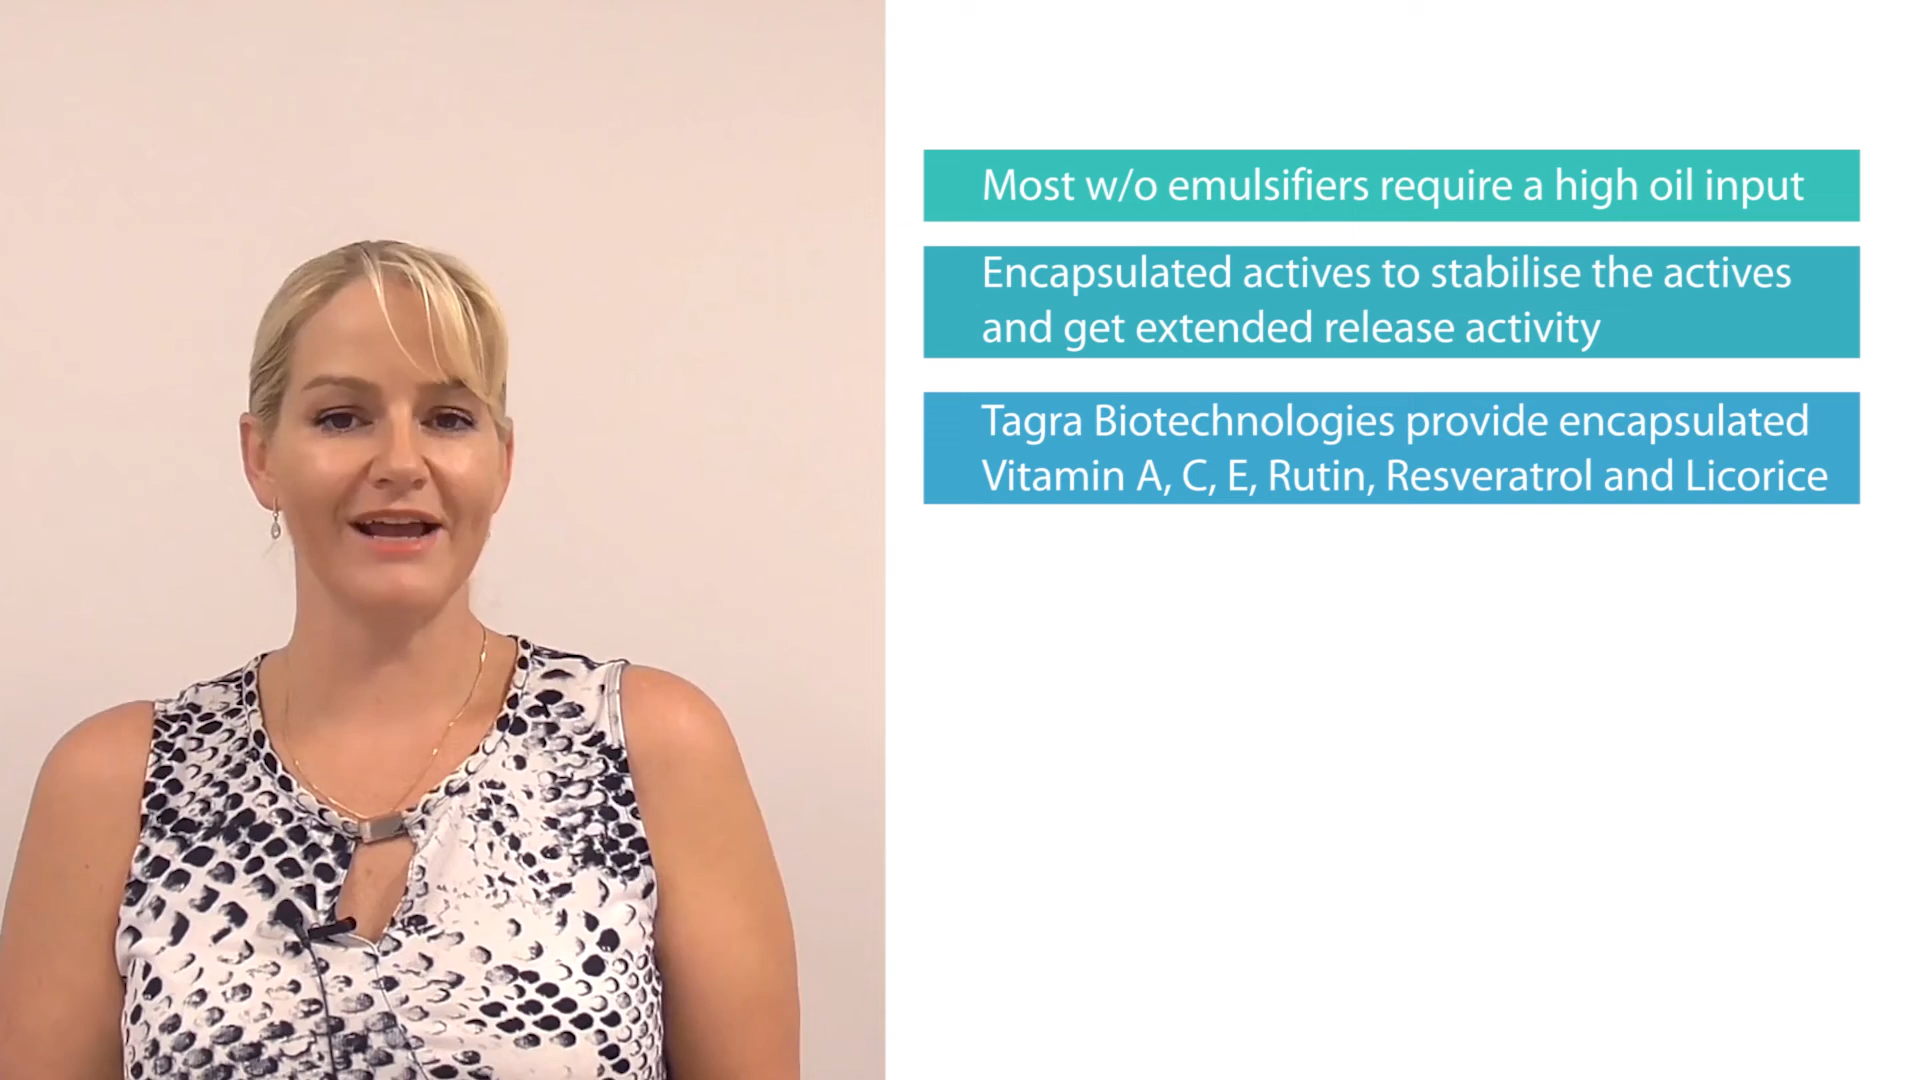 Most w/o emulsifiers require a high oil input
Encapsulated actives to stabilise the actives
and get extended release activity
Tagra Biotechnologies provide encapsulated
Vitamin A, C, E, Rutin, Resveratrol and Licorice